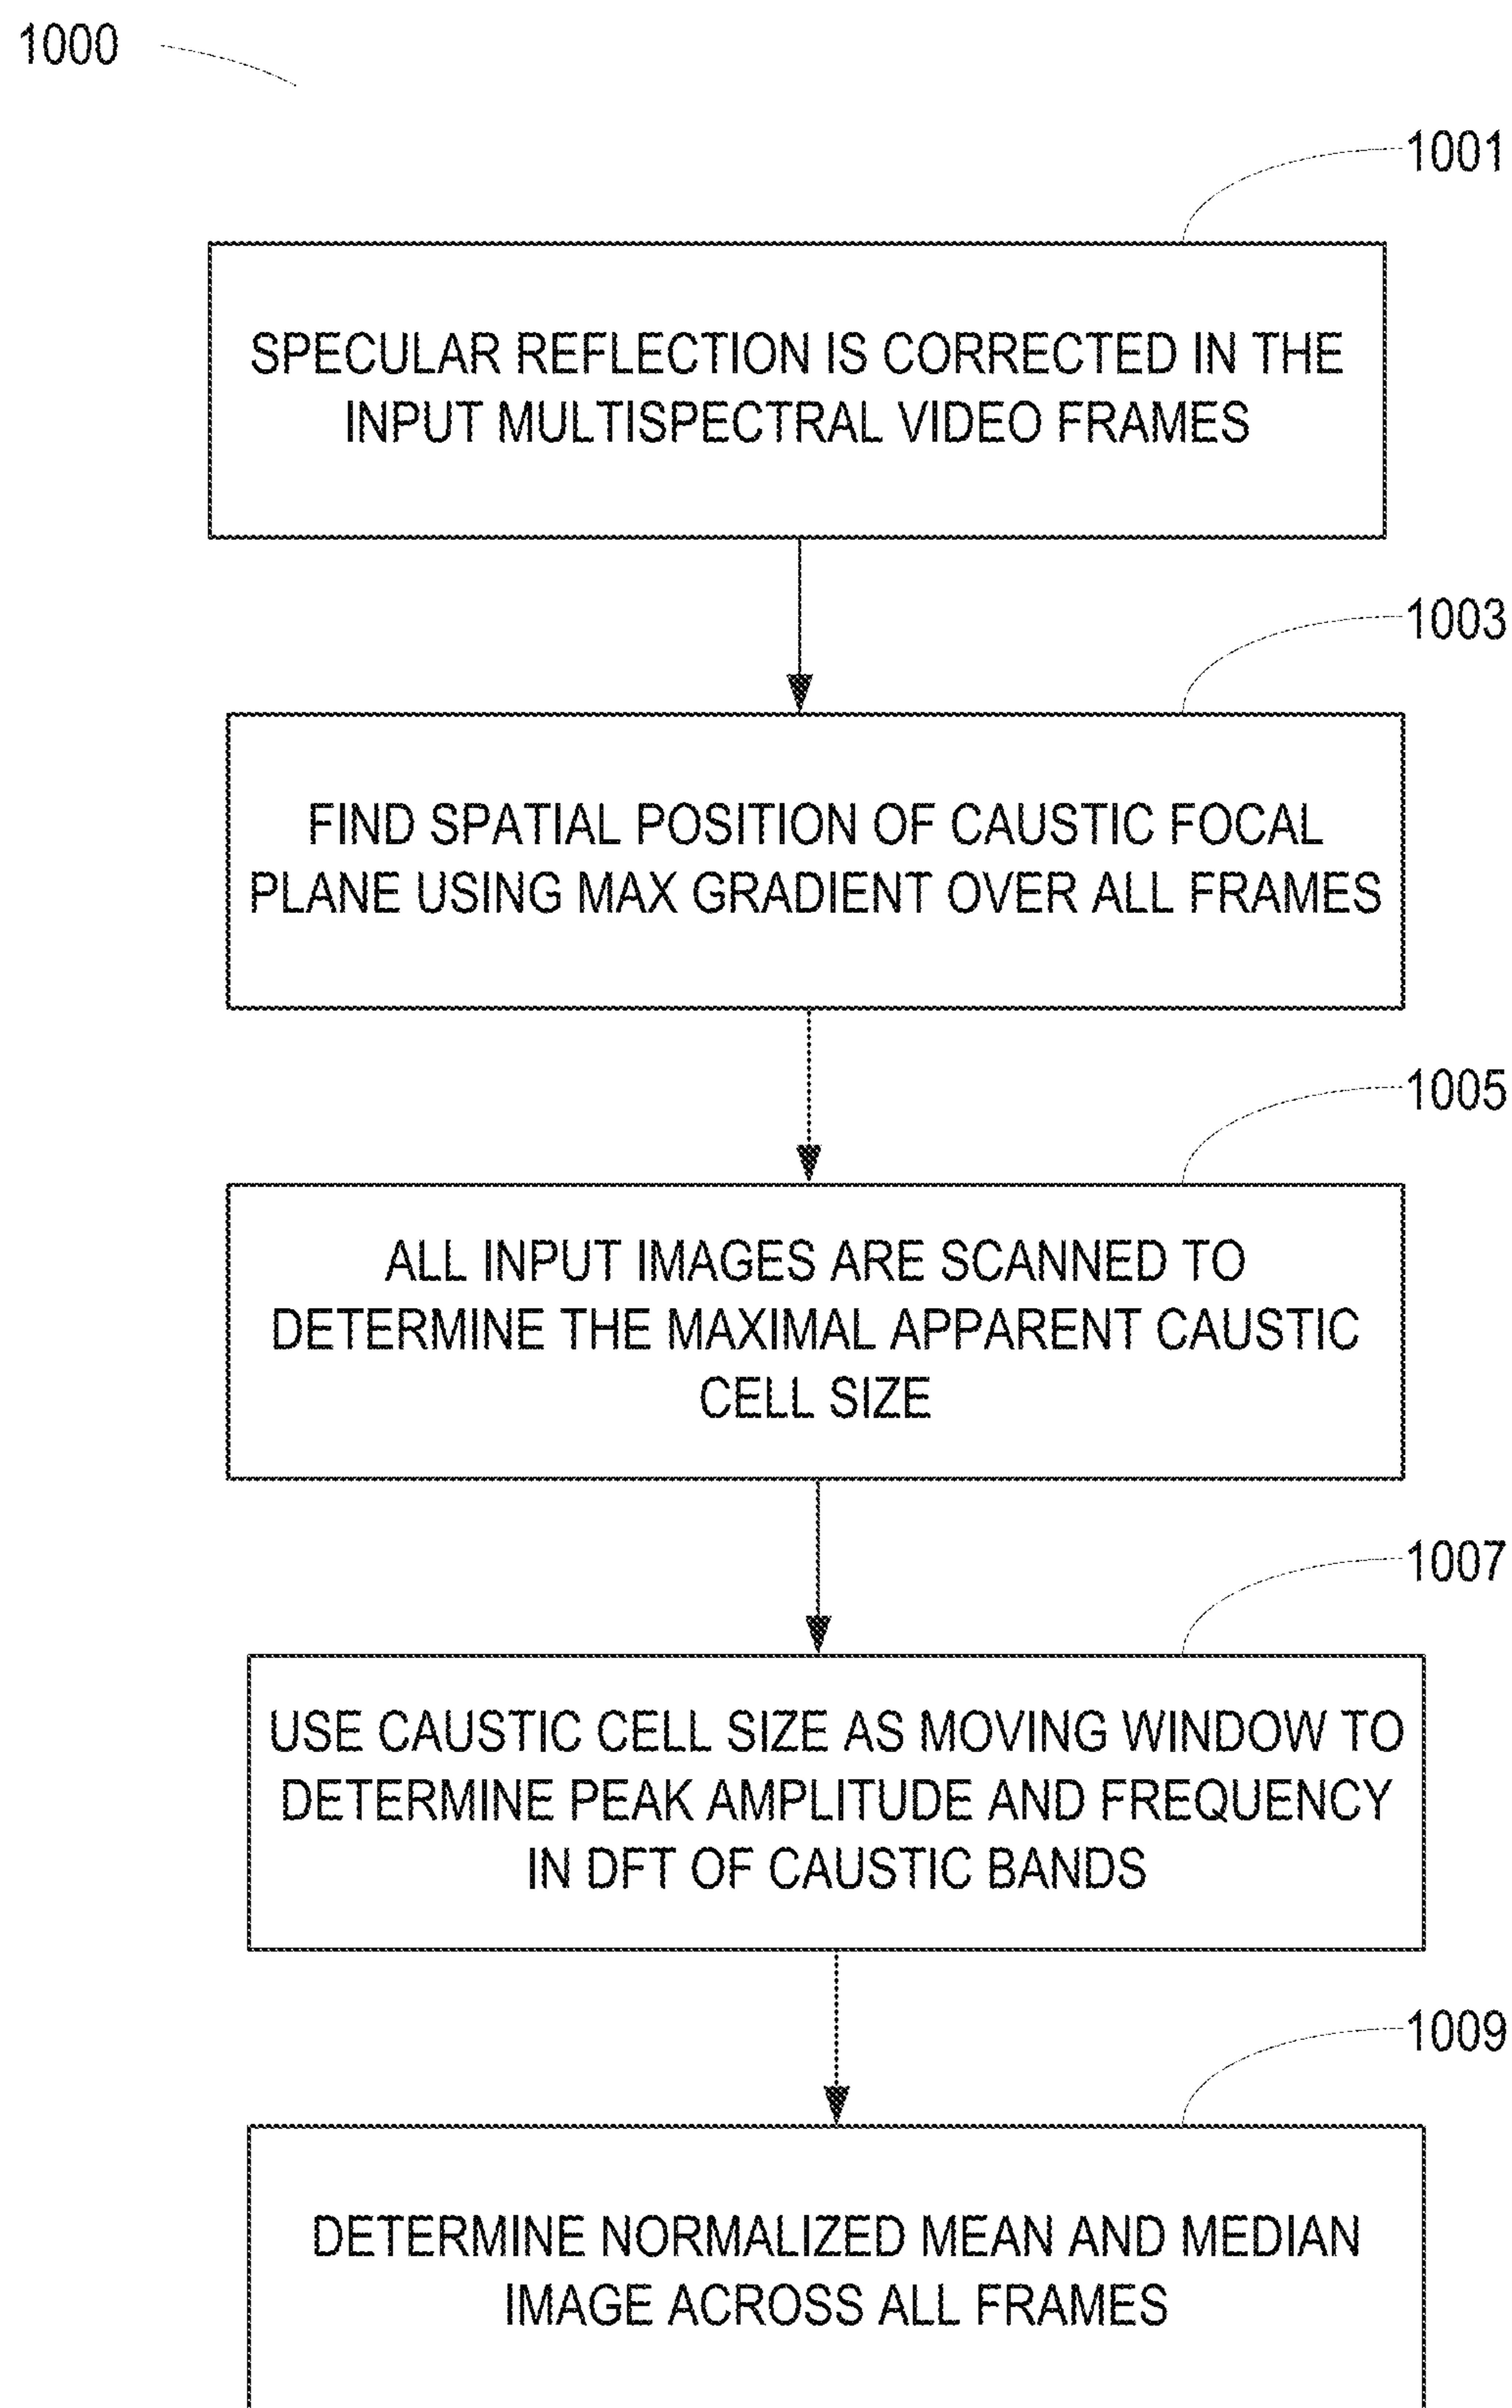 1000
1001
SPECULAR REFLECTION IS CORRECTED IN THE
INPUT MULTISPECTRAL VIDEO FRAMES
1003
FIND SPATIAL POSITION OF CAUSTIC FOCAL
PLANE USING MAX GRADIENT OVER ALL FRAMES
1005
ALL INPUT IMAGES ARE SCANNED TO
DETERMINE THE MAXIMAL APPARENT CAUSTIC
CELL SIZE
1007
USE CAUSTIC CELL SIZE AS MOVING WINDOW TO
DETERMINE PEAK AMPLITUDE AND FREQUENCY
IN DFT OF CAUSTIC BANDS
1009
DETERMINE NORMALIZED MEAN AND MEDIAN
IMAGE ACROSS ALL FRAMES